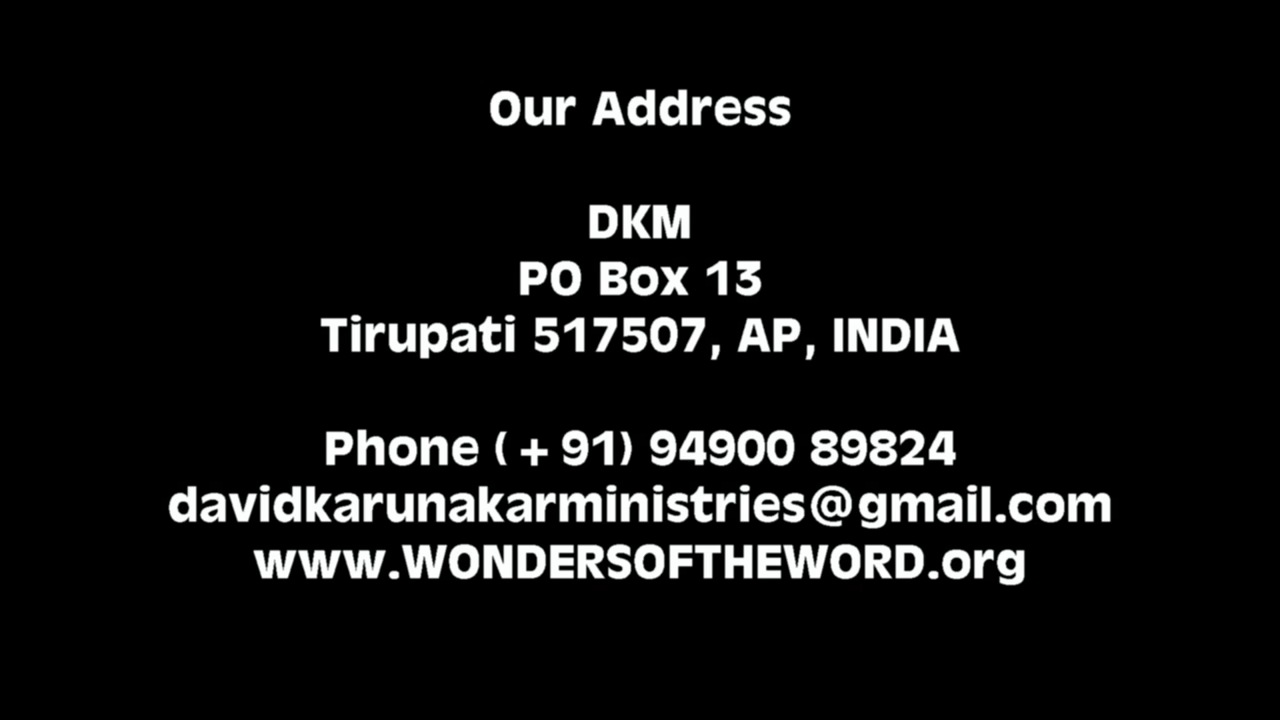 Our Address
DKM
PO Box 13
Tirupati 517507, AP, INDIA
Phone (+91) 94900 89824
davidkarunakarministries@gmail.com
www.WONDERSOFTHEWORD.org